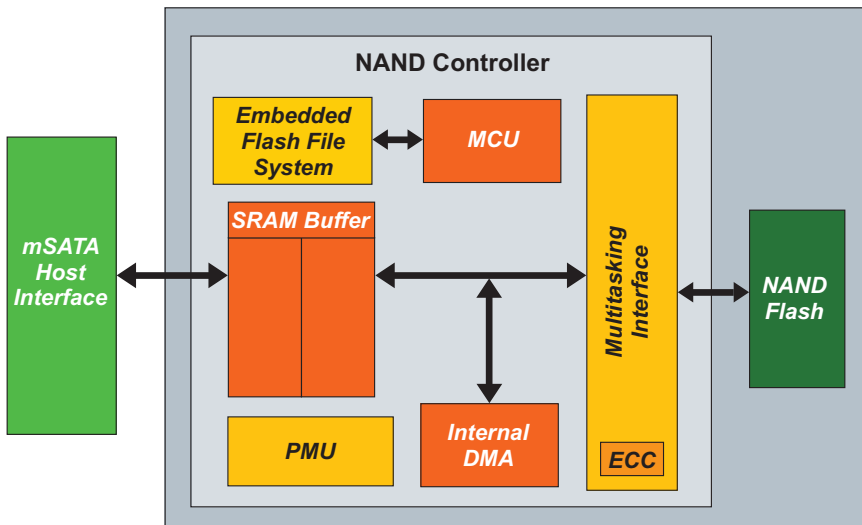 NAND Controller
Embedded
Flash File
System
MCU
SRAM Buffer
mSATA
Host
Interface
Multitasking
Interface
NAND
Flash
PMU
Internal
DMA
ECC